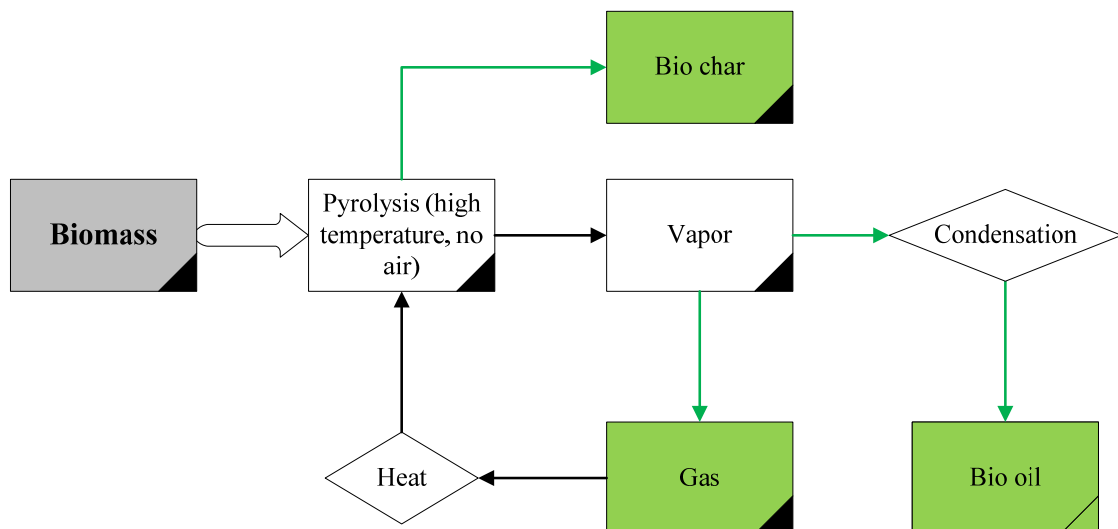 Bio char
Biomass
Pyrolysis (high
temperature, no
air)
Vapor
Condensation
Heat
Gas
Bio oil